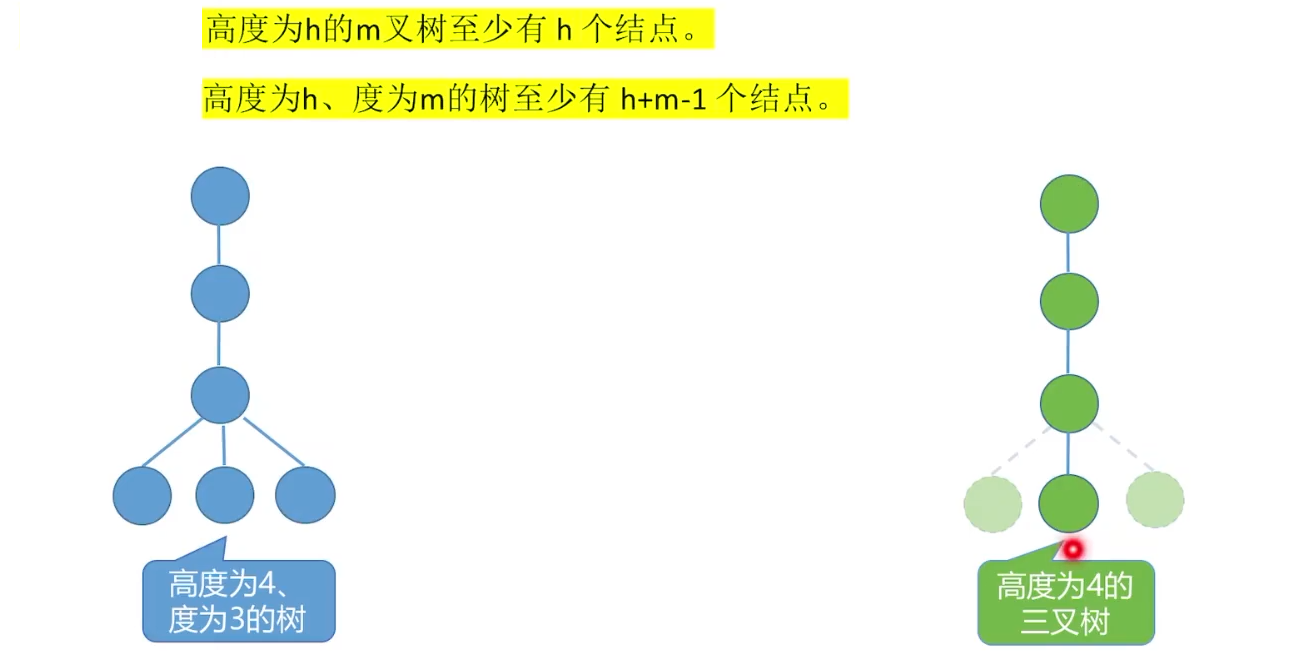 高度为h的m叉树至少有 h 个结点。
高度为h、度为m的树至少有 h+m-1 个结点。
高度为4、
度为3的树
高度为4的
三叉树